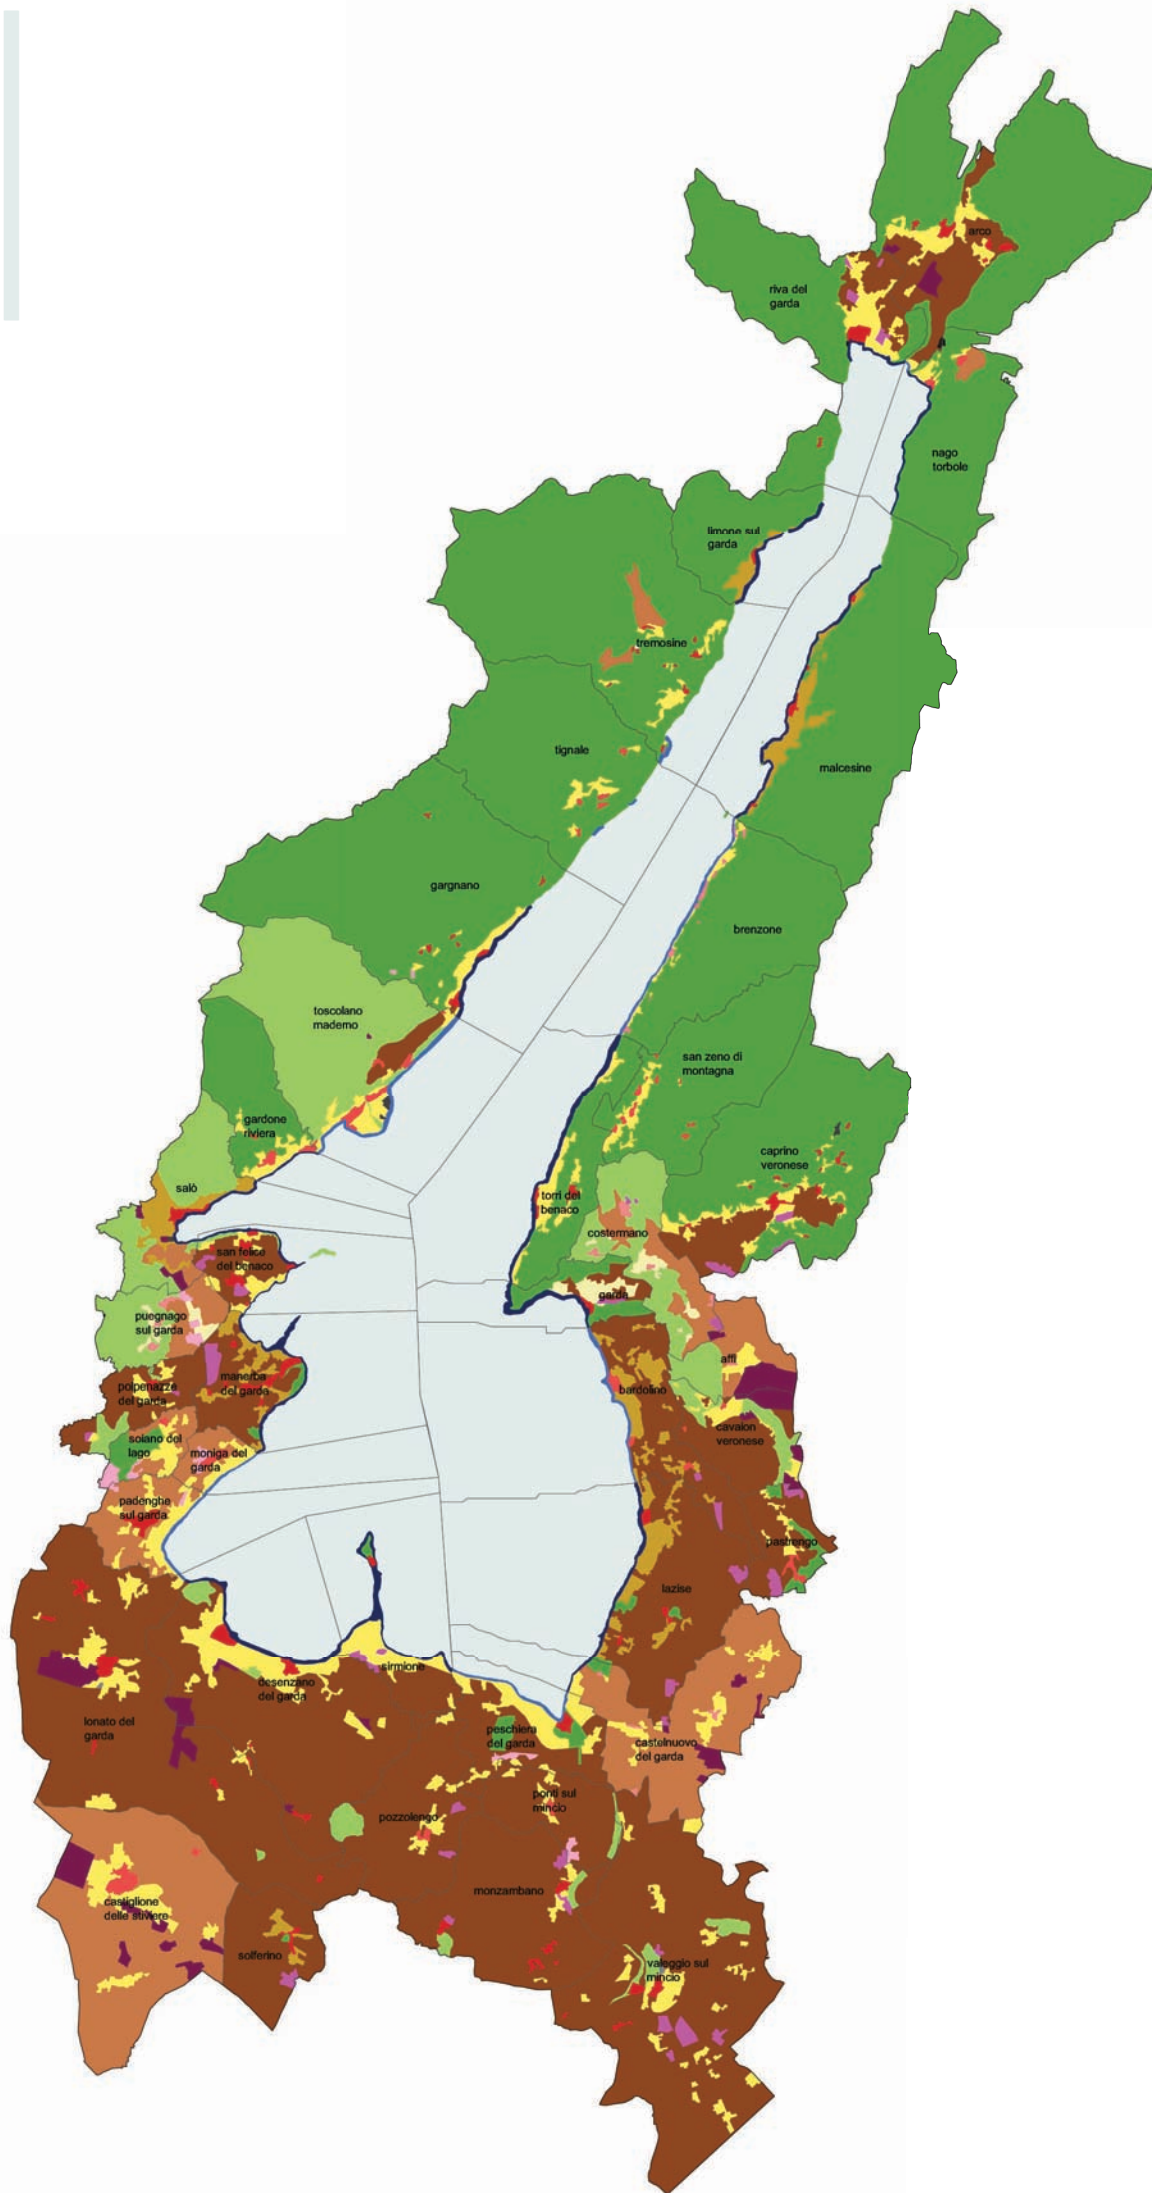 arco
riva del
garda
nago
torbole
limone sul
garda
tremosine
tignale
malcesine
gargnano
brenzone
toscolano
maderno
san zeno di
montagna
gardone
riviera
caprino
veronese
salò
torri del
benaco
costermano
san felice
del benaco
garda
puegnago
sul garda
affi
manerba
del garda
polpenazze
del garda
bardolino
cavaion
veronese
soiano del
lago
moniga del
garda
padenghe
sul garda
pastrengo
lazise
sirmione
desenzano
del garda
lonato del
garda
peschiera
del garda
castelnuovo
del garda
ponti sul
mincio
pozzolengo
monzambano
castiglione
delle stiviere
solferino
valeggio sul
mincio